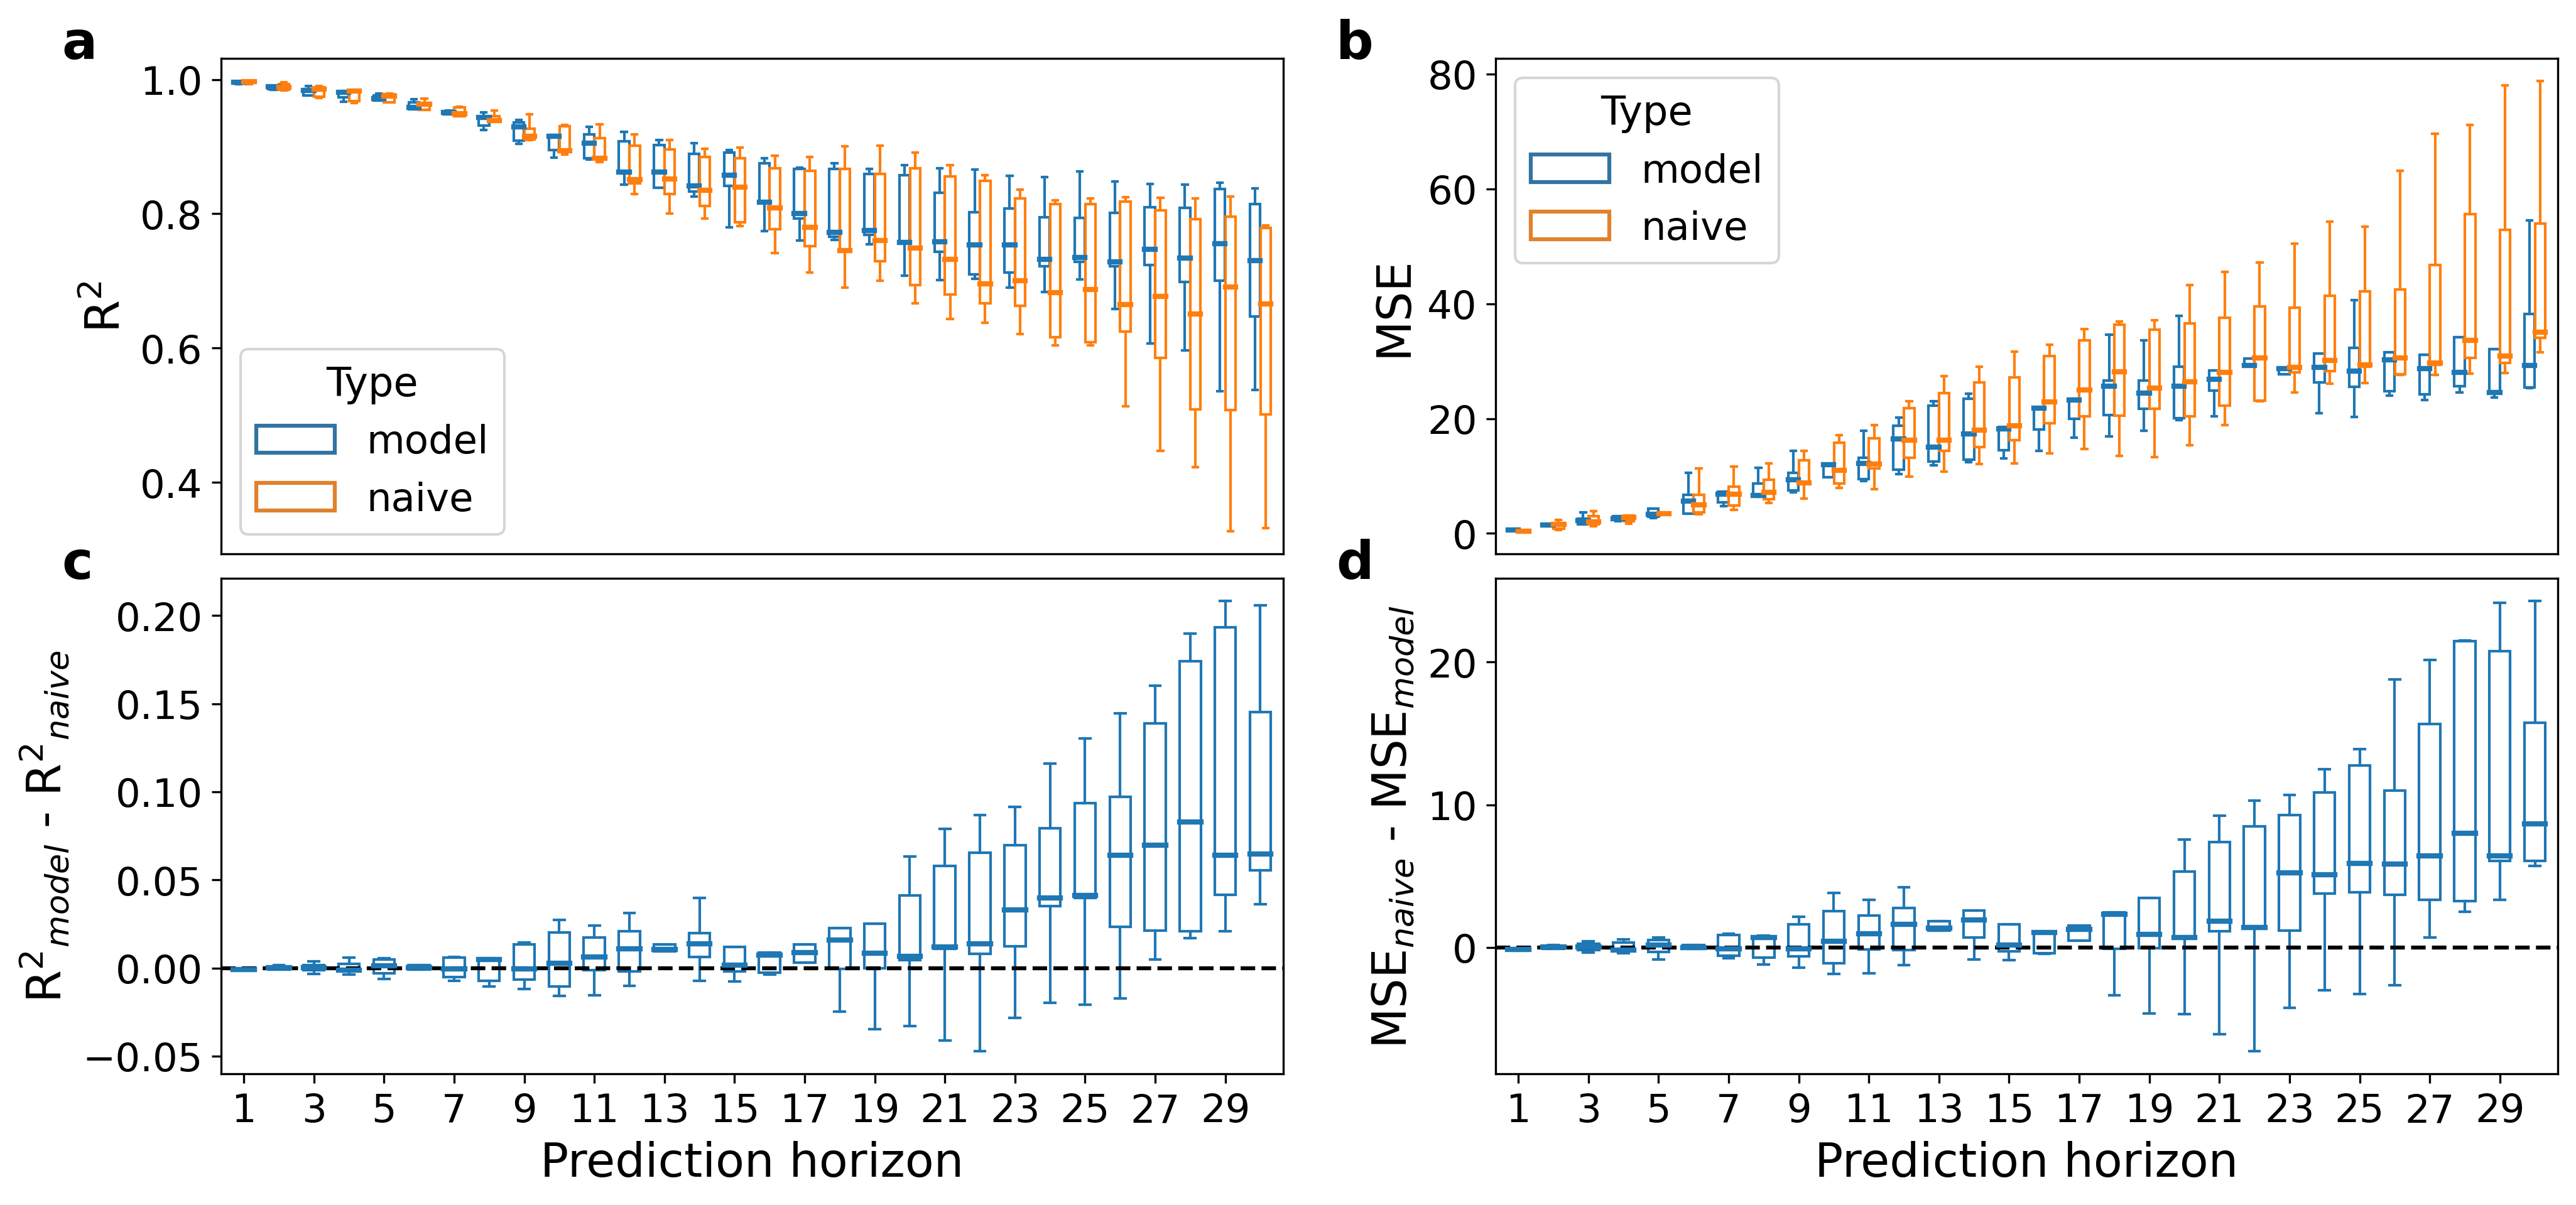 a
1.0
0.8
0.6
0.4
R²
Type
model
naive
b
80
60
40
20
0
MSE
Type
model
naive
c
0.20
0.15
0.10
0.05
0.00
−0.05
R²model - R²naive
1 3 5 7 9 11 13 15 17 19 21 23 25 27 29
Prediction horizon
d
20
10
0
MSEnaive - MSEmodel
1 3 5 7 9 11 13 15 17 19 21 23 25 27 29
Prediction horizon